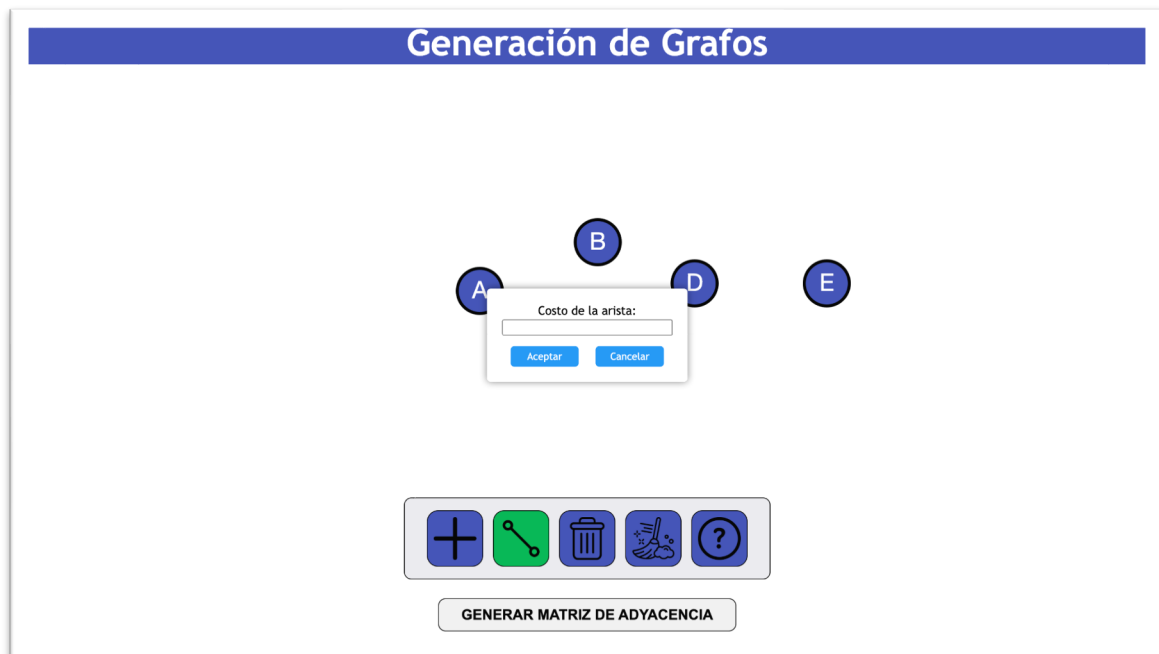 Generación de Grafos
B
A
D
E
Costo de la arista:
Aceptar Cancelar
?
GENERAR MATRIZ DE ADYACENCIA